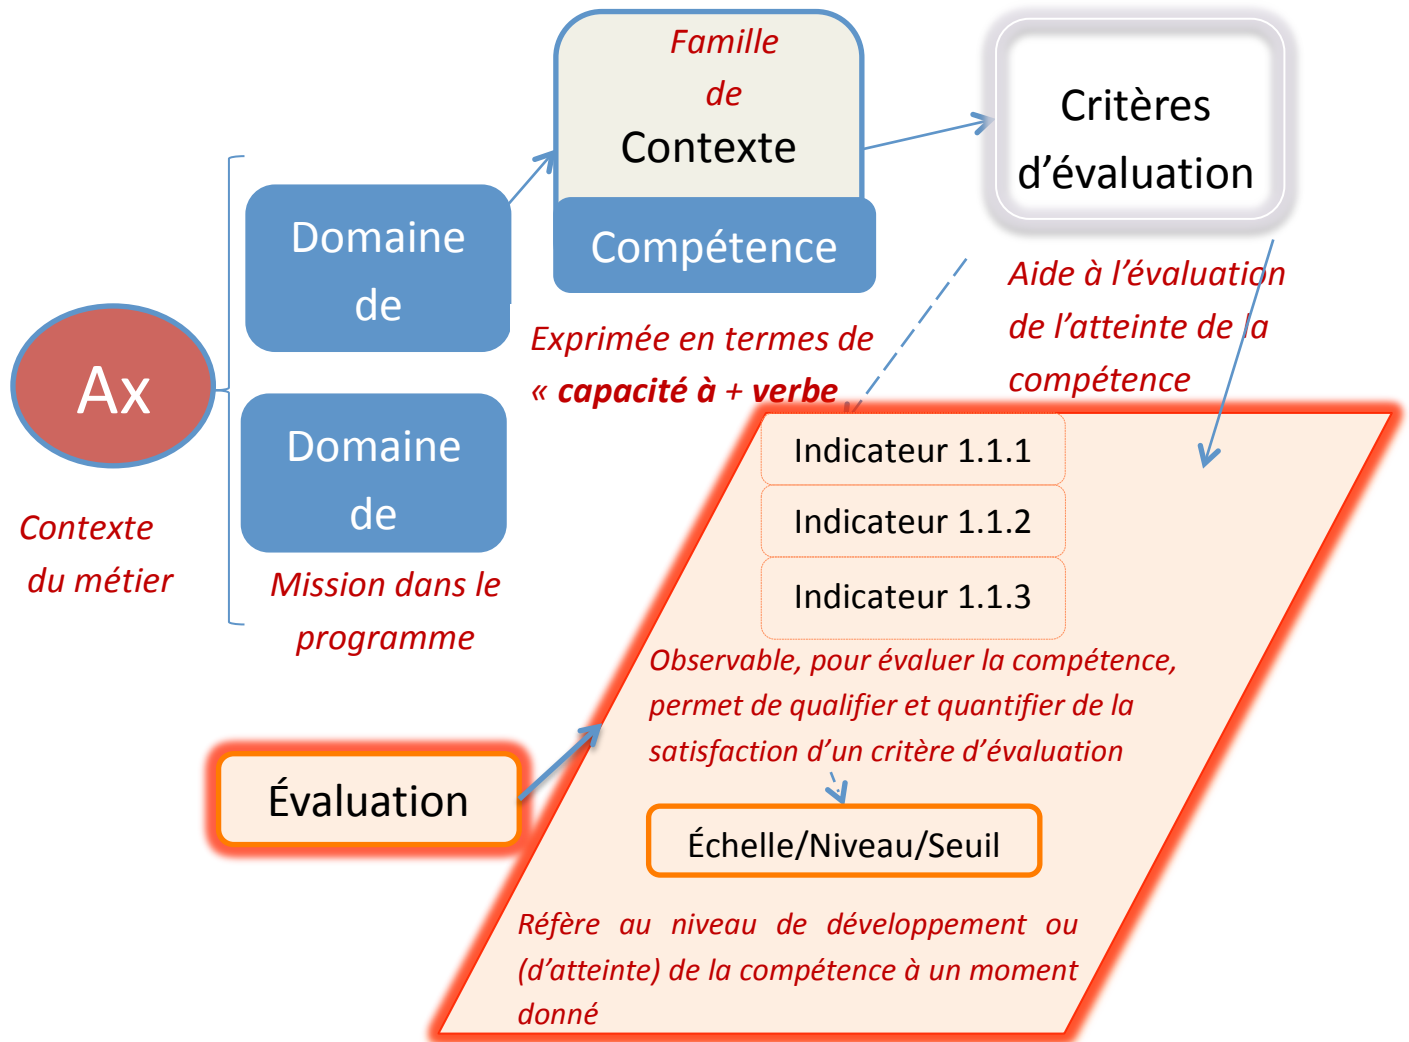 Famille
de
Contexte
Compétence
Critères
d’évaluation
Domaine
de
Ax
Domaine
de
Contexte
du métier
Mission dans le
programme
Exprimée en termes de
« capacité à + verbe
Aide à l’évaluation
de l’atteinte de la
compétence
Indicateur 1.1.1
Indicateur 1.1.2
Indicateur 1.1.3
Observable, pour évaluer la compétence,
permet de qualifier et quantifier de la
satisfaction d’un critère d’évaluation
Évaluation
Échelle/Niveau/Seuil
Réfère au niveau de développement ou
(d’atteinte) de la compétence à un moment
donné